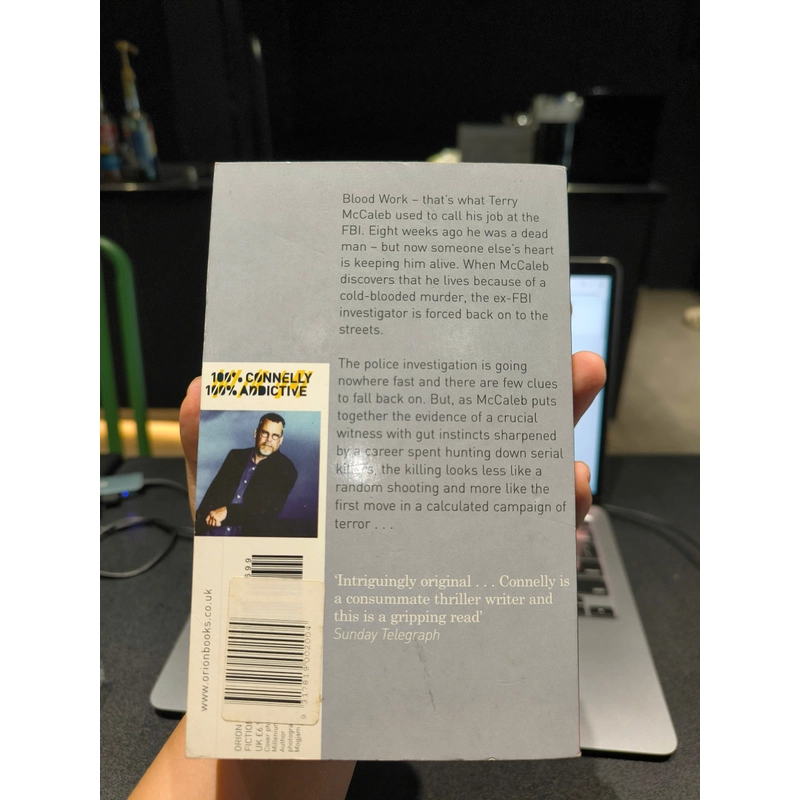 Blood Work – that's what Terry
McCaleb used to call his job at the
FBI. Eight weeks ago he was a dead
man – but now someone else's heart
is keeping him alive. When McCaleb
discovers that he lives because of a
cold-blooded murder, the ex-FBI
investigator is forced back on to the
streets.
The police investigation is going
nowhere fast and there are few clues
to fall back on. But, as McCaleb puts
together the evidence of a crucial
witness with gut instincts sharpened
by a career spent hunting down serial
killers, the killing looks less like a
random shooting and more like the
first move in a calculated campaign of
terror . . .
'Intriguingly original . . . Connelly is
a consummate thriller writer and
this is a gripping read'
Sunday Telegraph
100% CONNELLY
100% ADDICTIVE
www.orionbooks.co.uk
ORION
FICTION
UK £6.
Cover
Author